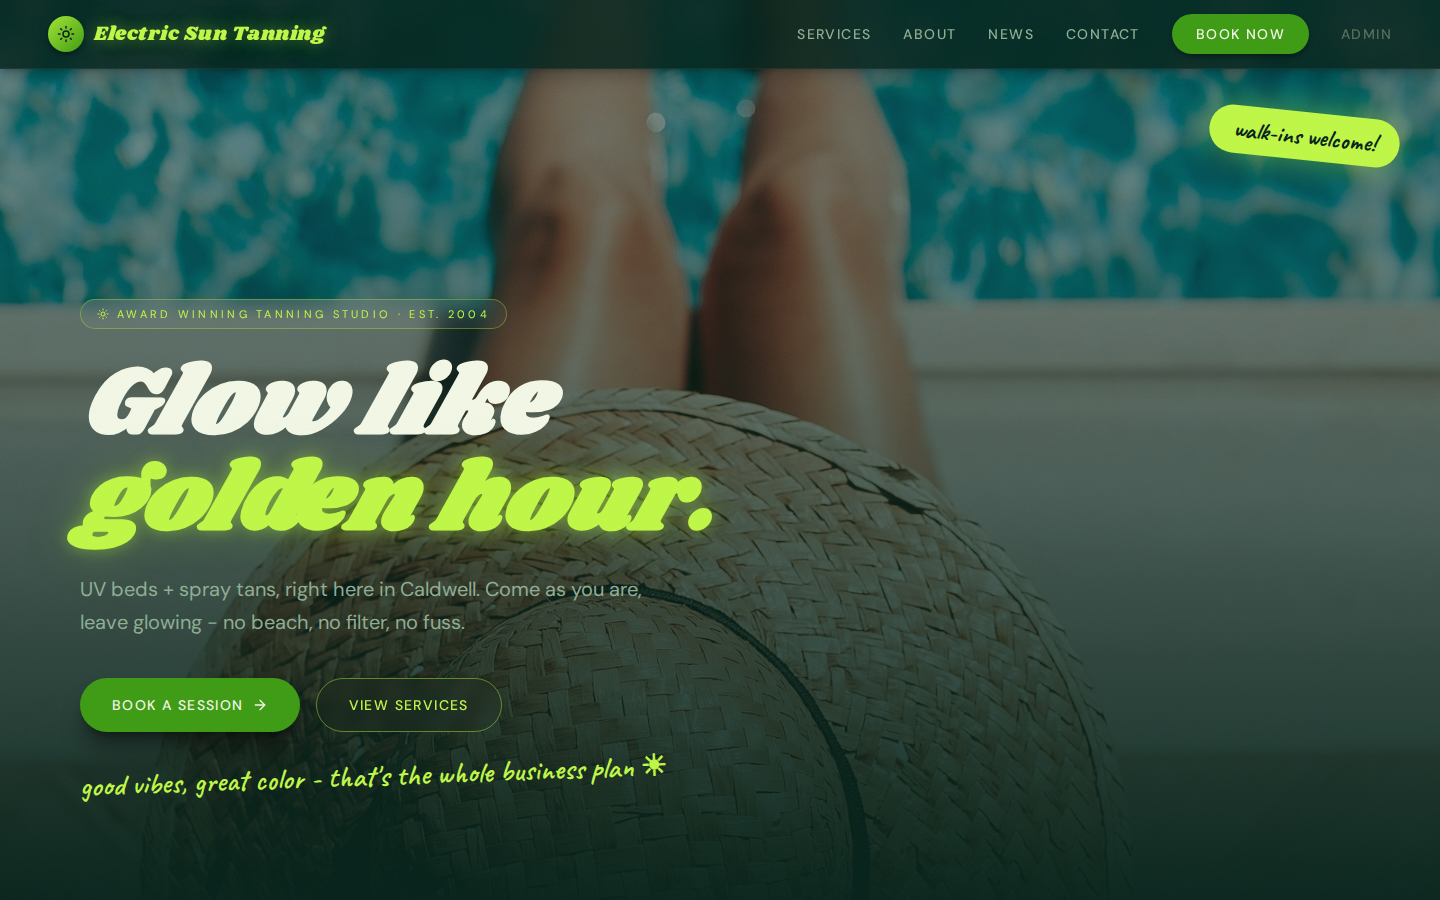 Electric Sun Tanning
SERVICES
ABOUT
NEWS
CONTACT
BOOK NOW
ADMIN
walk-ins welcome!
AWARD WINNING TANNING STUDIO · EST. 2004
Glow like
golden hour.
UV beds + spray tans, right here in Caldwell. Come as you are,
leave glowing - no beach, no filter, no fuss.
BOOK A SESSION →
VIEW SERVICES
good vibes, great color - that's the whole business plan ☀